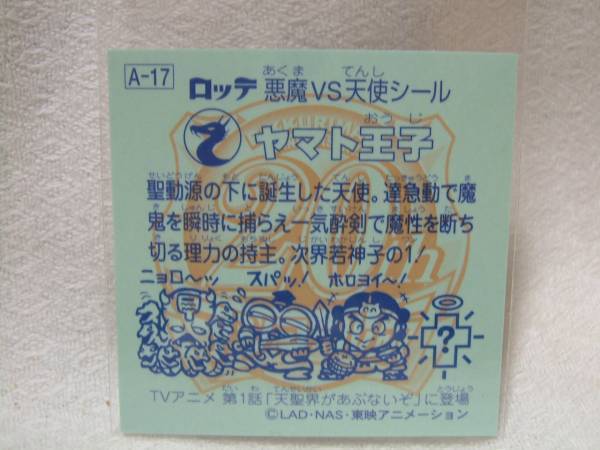 A-17
ロッテ 悪魔VS天使シール
ヤマト王子
聖動源の下に誕生した天使。達急動で魔
鬼を瞬時に捕らえ一気酔剣で魔性を断ち
切る理力の持主。次界若神子の1!
ニョロ〜ッ スパッ! ホロヨイ〜!
?
TVアニメ 第1話「天聖界があぶないぞ」に登場
©LAD・NAS・東映アニメーション